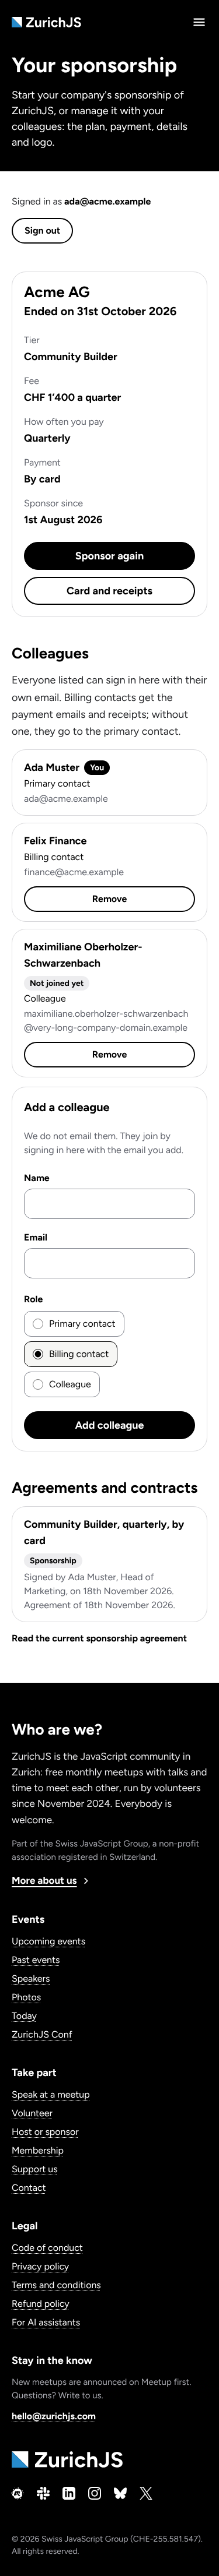 ZurichJS
Your sponsorship
Start your company's sponsorship of
ZurichJS, or manage it with your
colleagues: the plan, payment, details
and logo.
Signed in as ada@acme.example
Sign out
Acme AG
Ended on 31st October 2026
Tier
Community Builder
Fee
CHF 1’400 a quarter
How often you pay
Quarterly
Payment
By card
Sponsor since
1st August 2026
Sponsor again
Card and receipts
Colleagues
Everyone listed can sign in here with their
own email. Billing contacts get the
payment emails and receipts; without
one, they go to the primary contact.
Ada Muster You
Primary contact
ada@acme.example
Felix Finance
Billing contact
finance@acme.example
Remove
Maximiliane Oberholzer-
Schwarzenbach
Not joined yet
Colleague
maximiliane.oberholzer-schwarzenbach
@very-long-company-domain.example
Remove
Add a colleague
We do not email them. They join by
signing in here with the email you add.
Name
Email
Role
Primary contact
Billing contact
Colleague
Add colleague
Agreements and contracts
Community Builder, quarterly, by
card
Sponsorship
Signed by Ada Muster, Head of
Marketing, on 18th November 2026.
Agreement of 18th November 2026.
Read the current sponsorship agreement
Who are we?
ZurichJS is the JavaScript community in
Zurich: free monthly meetups with talks and
time to meet each other, run by volunteers
since November 2024. Everybody is
welcome.
Part of the Swiss JavaScript Group, a non-profit
association registered in Switzerland.
More about us
Events
Upcoming events
Past events
Speakers
Photos
Today
ZurichJS Conf
Take part
Speak at a meetup
Volunteer
Host or sponsor
Membership
Support us
Contact
Legal
Code of conduct
Privacy policy
Terms and conditions
Refund policy
For AI assistants
Stay in the know
New meetups are announced on Meetup first.
Questions? Write to us.
hello@zurichjs.com
ZurichJS
© 2026 Swiss JavaScript Group (CHE-255.581.547).
All rights reserved.